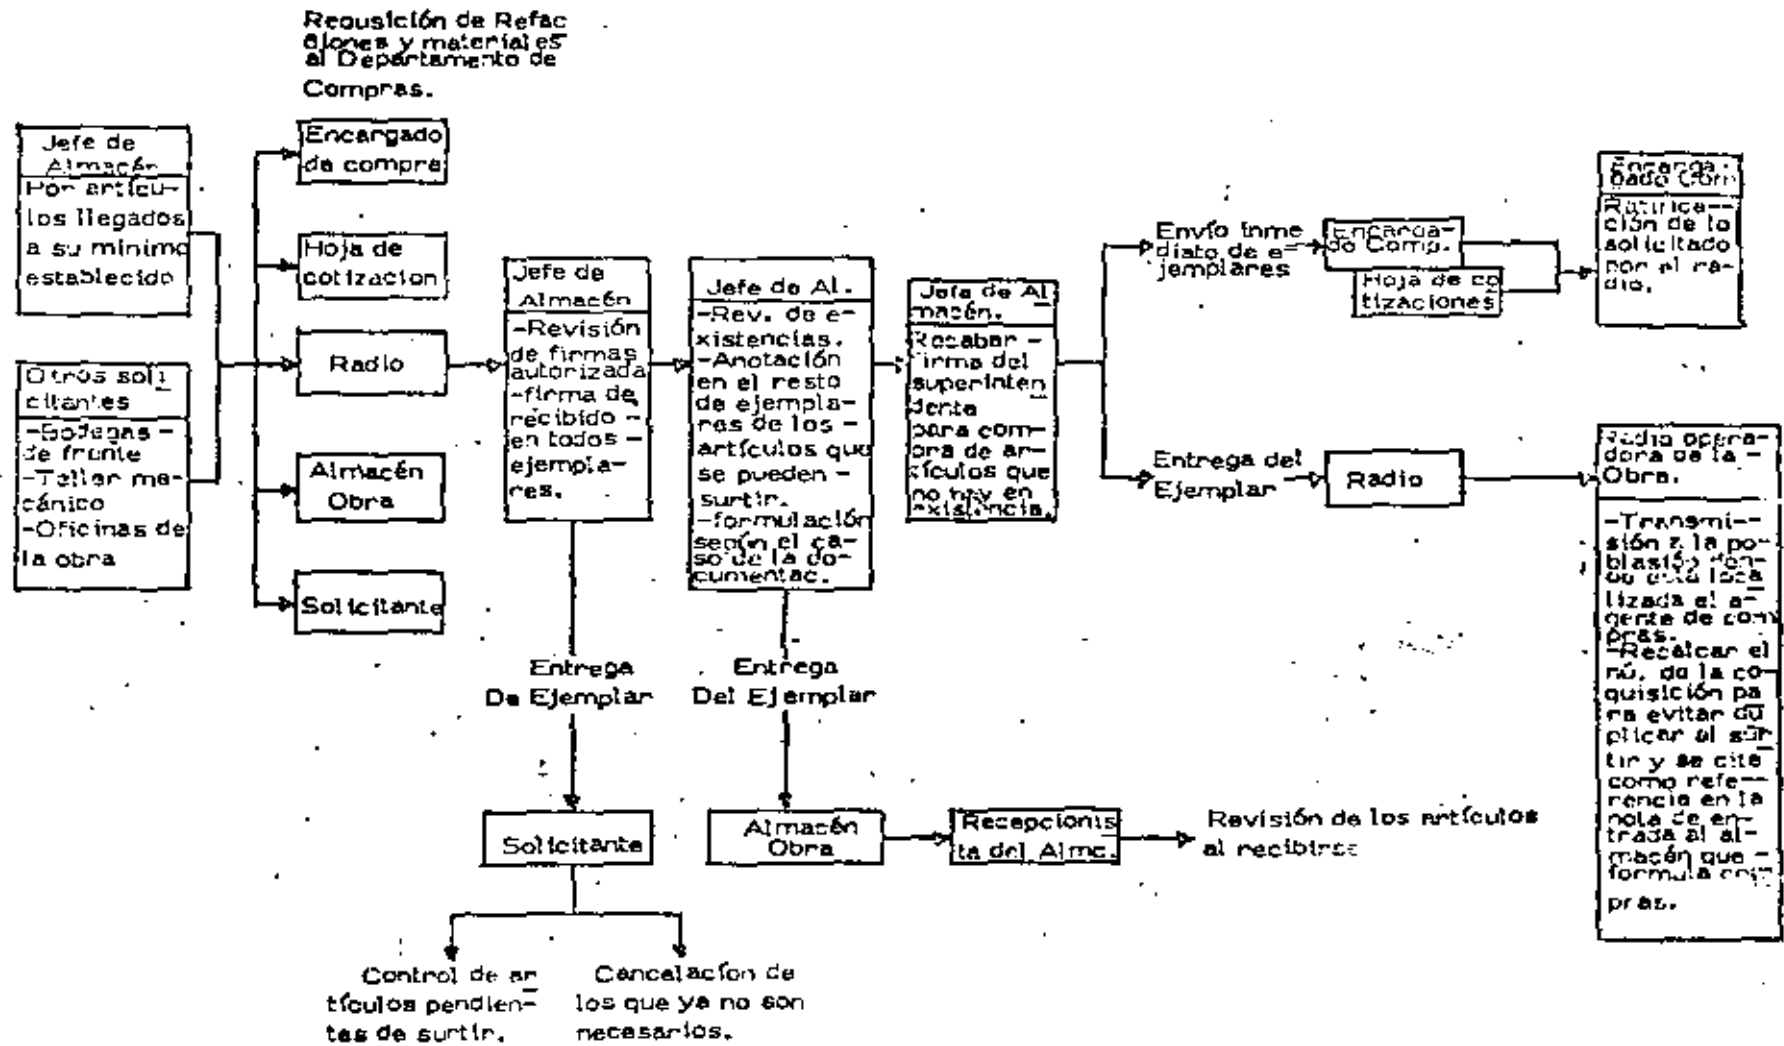 Requsición de Refac
ciones y materiales
al Departamento de
Compras.
Jefe de
Almacén
Por artícu-
los llegados
a su mínimo
establecido
Otros soli
citantes
-Bodegas -
de frente
-Taller me-
cánico
-Oficinas de
la obra
Encargado
de compra
Hoja de
cotizacion
Radio
Almacén
Obra
Solicitante
Jefe de
Almacén
-Revisión
de firmas
autorizada
-firma de
recibido -
en todos -
ejempla-
res.
Entrega
De Ejemplar
Solicitante
Control de ar
tículos pendien-
tes de surtir.
Cancelacíon de
los que ya no son
necesarios.
Jefe de Al.
-Rev. de e-
xistencias.
-Anotación
en el resto
de ejempla-
res de los -
artículos que
se pueden -
surtir.
-formulación
según el ca-
so de la do-
cumentac.
Entrega
Del Ejemplar
Almacén
Obra
Recepcionis
ta del Almc.
Revisión de los artículos
al recibirse
Jefe de Al
macén.
Recabar -
firma del
superinten
dente
para com-
pra de ar-
tículos que
no hay en
existencia.
Envío inme
diato de e-
jemplares
Encarga-
do Comp.
Hoja de co
tizaciones
Encarga-
do Com
Ratifica--
ción de lo
solicitado
por el ra-
dio.
Entrega del
Ejemplar
Radio
Radio opera-
dora de la -
Obra.
-Transmi--
sión a la po-
blasión don-
de está loca
lizada el a-
gente de com
pras.
-Recalcar el
nú. de la co-
quisición pa
ra evitar du
plicar al sur
tir y se cite
como refe--
rencia en la
nota de en-
trada al al-
macén que -
formula com
pras.